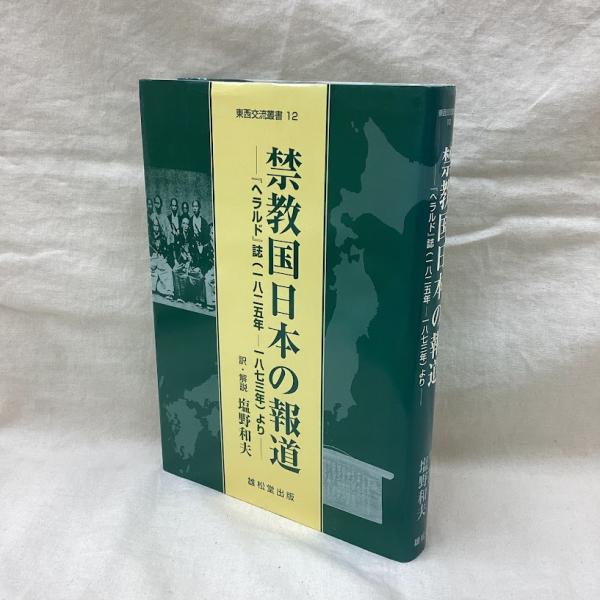 東西交流叢書 12
禁教国日本の報道
―『ヘラルド』誌(一八二五年―一八七三年)より―
訳・解説 塩野和夫
雄松堂出版
禁教国日本の報道
―『ヘラルド』誌(一八二五年―一八七三年)より―
塩野和夫